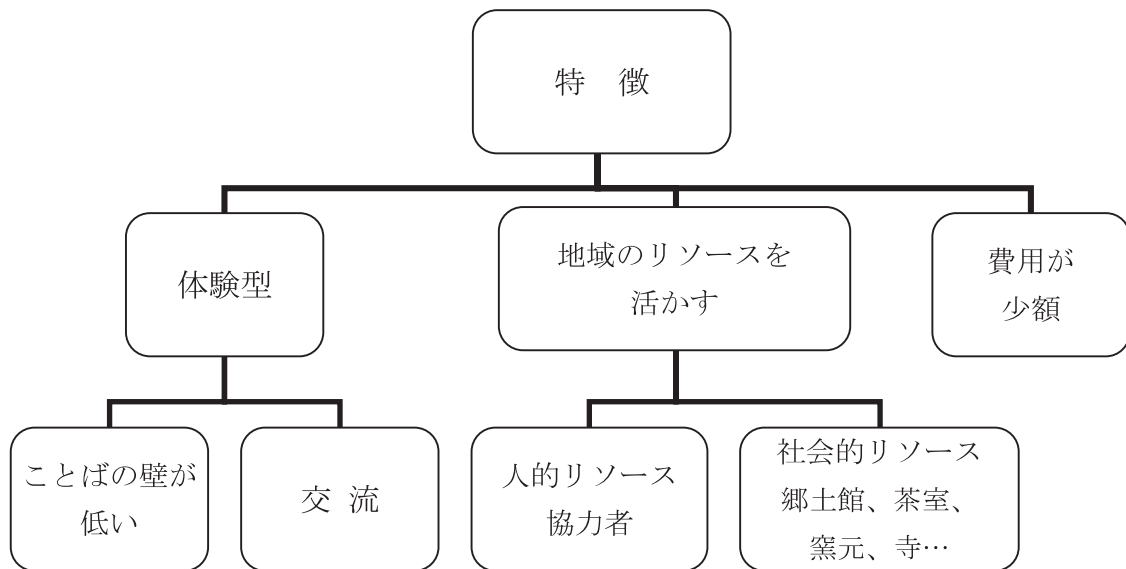 特　徴
体験型
地域のリソースを
活かす
費用が
少額
ことばの壁が
低い
交 流
人的リソース
協力者
社会的リソース
郷土館、茶室、
窯元、寺…